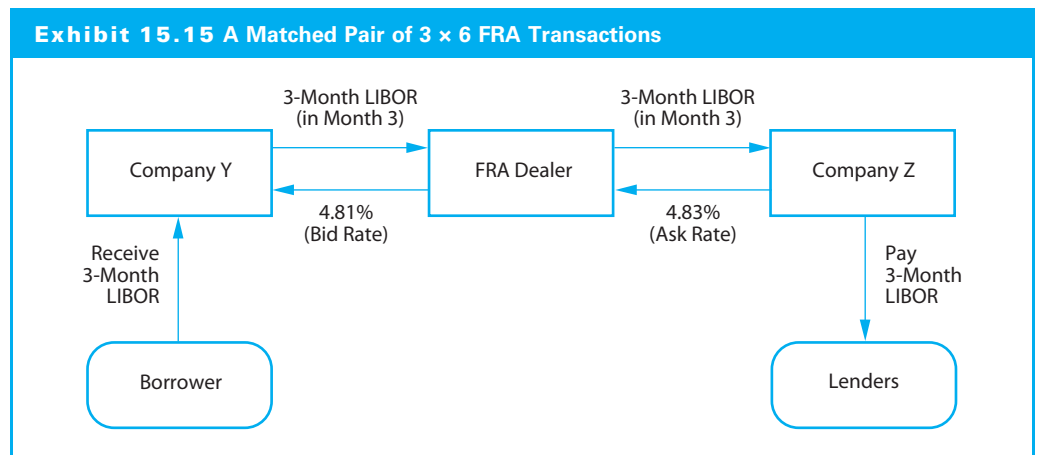 Exhibit 15.15 A Matched Pair of 3 × 6 FRA Transactions
3-Month LIBOR
(in Month 3)
3-Month LIBOR
(in Month 3)
Company Y
FRA Dealer
Company Z
4.81%
(Bid Rate)
4.83%
(Ask Rate)
Receive
3-Month
LIBOR
Pay
3-Month
LIBOR
Borrower
Lenders